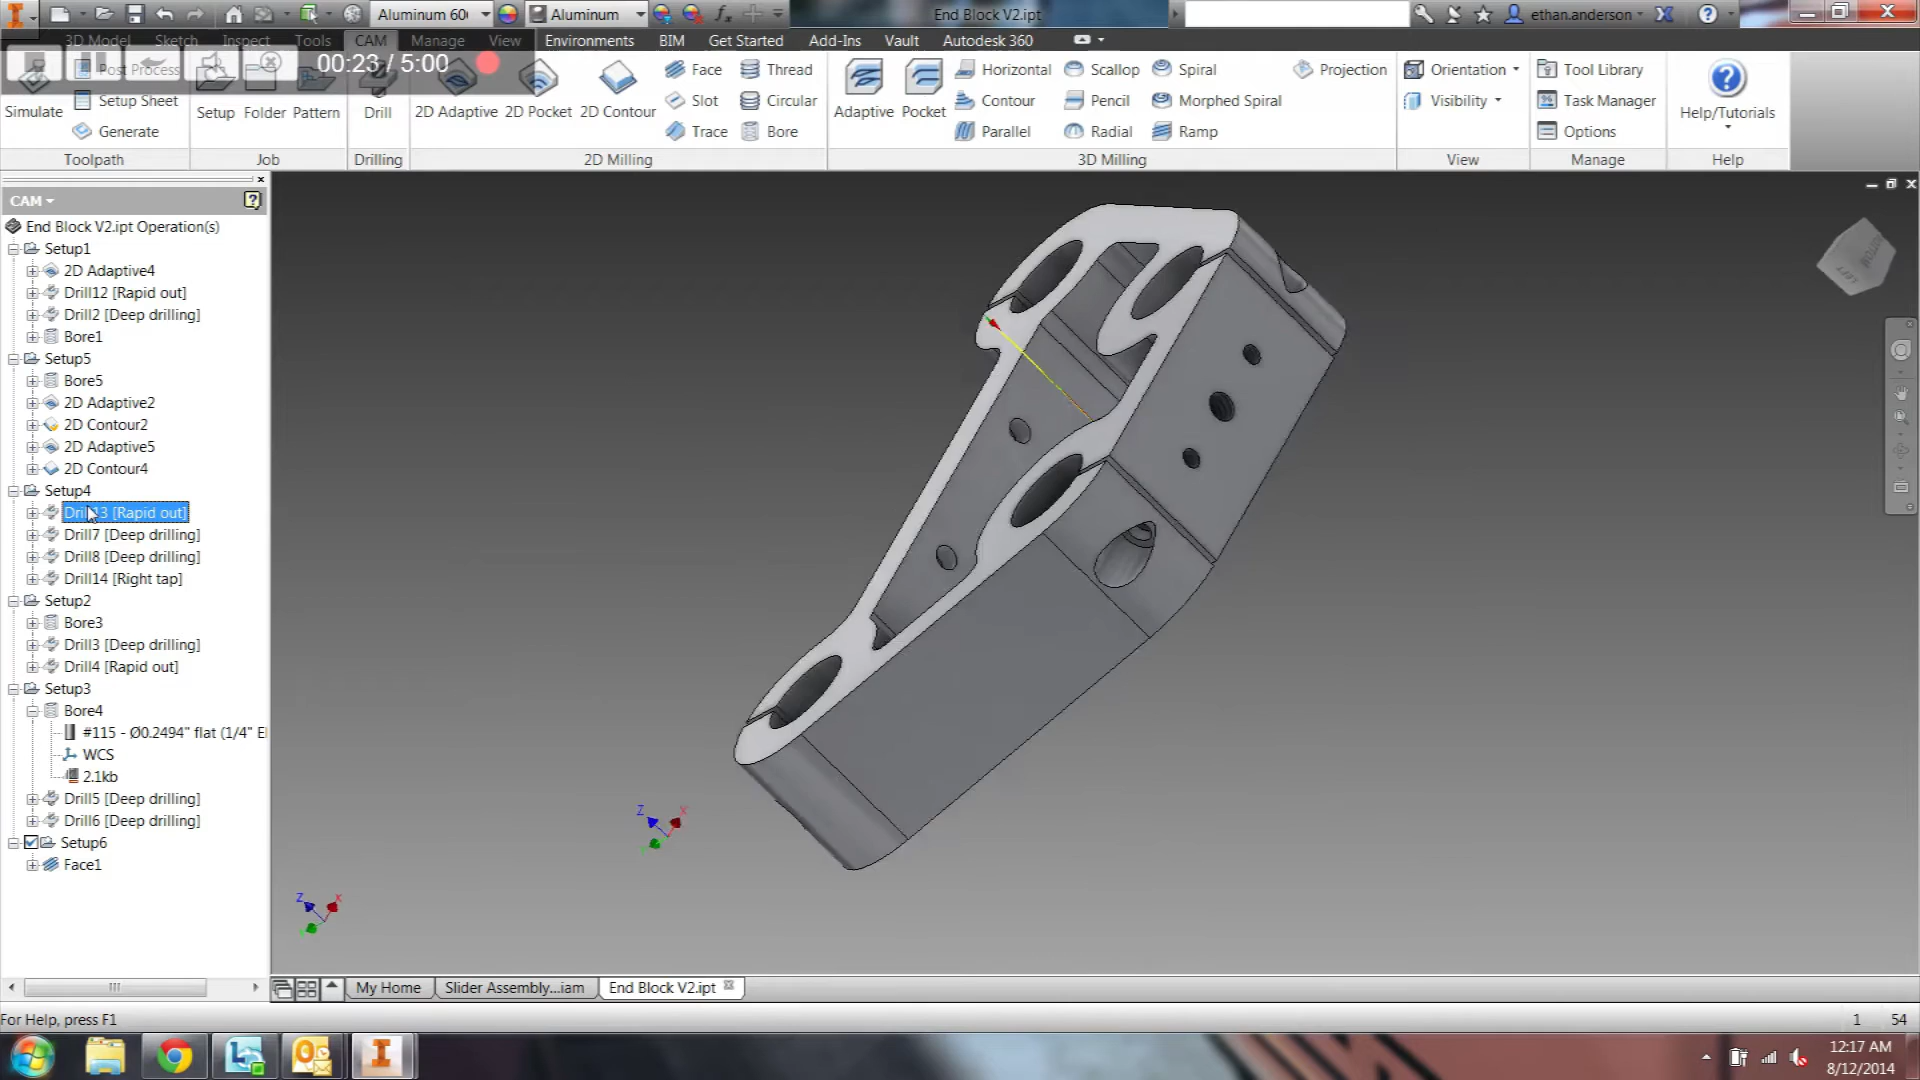 Aluminum 606 Aluminum fx End Block V2.ipt ethan.anderson
3D Model Sketch Inspect Tools CAM Manage View Environments BIM Get Started Add-Ins Vault Autodesk 360
00:23 / 5:00
Simulate Post Process Setup Sheet Generate
Setup Folder Pattern
Drill
2D Adaptive 2D Pocket 2D Contour Face Slot Trace Thread Circular Bore
Adaptive Pocket Horizontal Contour Parallel Scallop Pencil Radial Spiral Morphed Spiral Ramp Projection
Orientation Visibility
Tool Library Task Manager Options
Help/Tutorials
Toolpath Job Drilling 2D Milling 3D Milling View Manage Help
CAM
End Block V2.ipt Operation(s)
Setup1
2D Adaptive4
Drill12 [Rapid out]
Drill2 [Deep drilling]
Bore1
Setup5
Bore5
2D Adaptive2
2D Contour2
2D Adaptive5
2D Contour4
Setup4
Drill13 [Rapid out]
Drill7 [Deep drilling]
Drill8 [Deep drilling]
Drill14 [Right tap]
Setup2
Bore3
Drill3 [Deep drilling]
Drill4 [Rapid out]
Setup3
Bore4
#115 - Ø0.2494" flat (1/4" E
WCS
2.1kb
Drill5 [Deep drilling]
Drill6 [Deep drilling]
Setup6
Face1
Z X
Z X
LEFT BOTTOM
My Home Slider Assembly...iam End Block V2.ipt
For Help, press F1
1 54
12:17 AM
8/12/2014